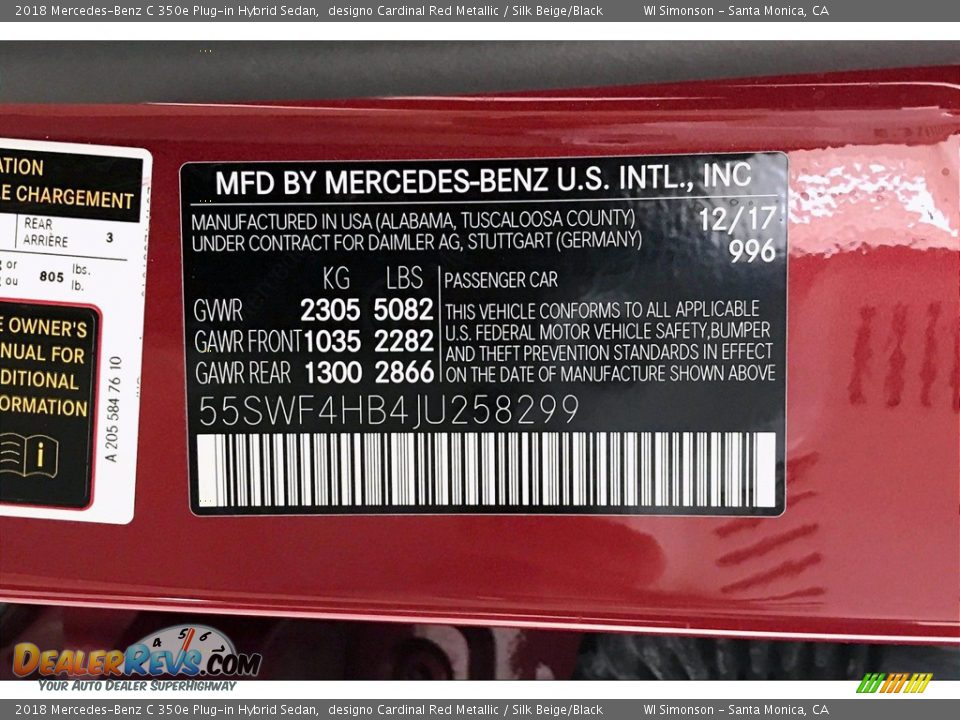 2018 Mercedes-Benz C 350e Plug-in Hybrid Sedan, designo Cardinal Red Metallic / Silk Beige/Black WI Simonson - Santa Monica, CA
ATION
E CHARGEMENT
REAR
ARRIÈRE 3
g or
ou 805 lbs.
lb.
E OWNER'S
NUAL FOR
DITIONAL
ORMATION
i
A 205 584 76 10
MFD BY MERCEDES-BENZ U.S. INTL., INC
MANUFACTURED IN USA (ALABAMA, TUSCALOOSA COUNTY) 12/17
UNDER CONTRACT FOR DAIMLER AG, STUTTGART (GERMANY) 996
KG LBS PASSENGER CAR
GVWR 2305 5082 THIS VEHICLE CONFORMS TO ALL APPLICABLE
U.S. FEDERAL MOTOR VEHICLE SAFETY,BUMPER
GAWR FRONT 1035 2282 AND THEFT PREVENTION STANDARDS IN EFFECT
GAWR REAR 1300 2866 ON THE DATE OF MANUFACTURE SHOWN ABOVE
55SWF4HB4JU258299
4 5 6
DEALERREVS.COM
YOUR AUTO DEALER SUPERHIGHWAY
2018 Mercedes-Benz C 350e Plug-in Hybrid Sedan, designo Cardinal Red Metallic / Silk Beige/Black WI Simonson - Santa Monica, CA